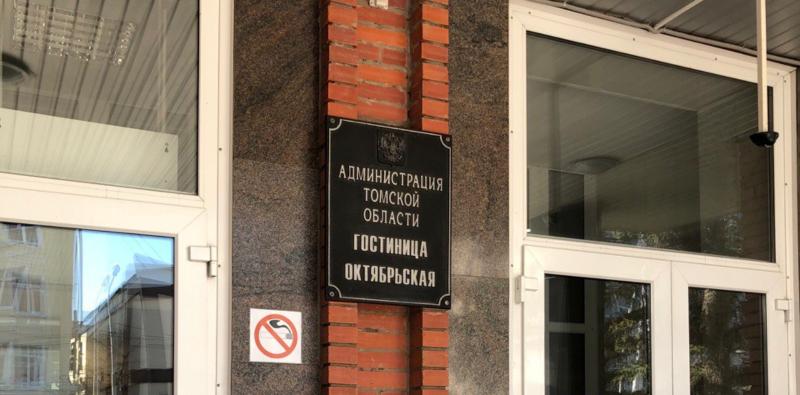 АДМИНИСТРАЦИЯ
ТОМСКОЙ
ОБЛАСТИ
ГОСТИНИЦА
ОКТЯБРЬСКАЯ